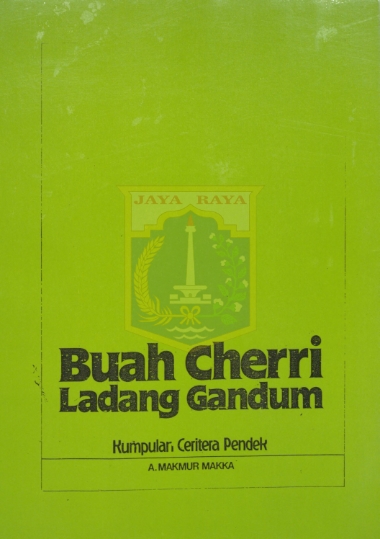 JAYA RAYA
Buah Cherri
Ladang Gandum
Kumpulan Ceritera Pendek
A. MAKMUR MAKKA